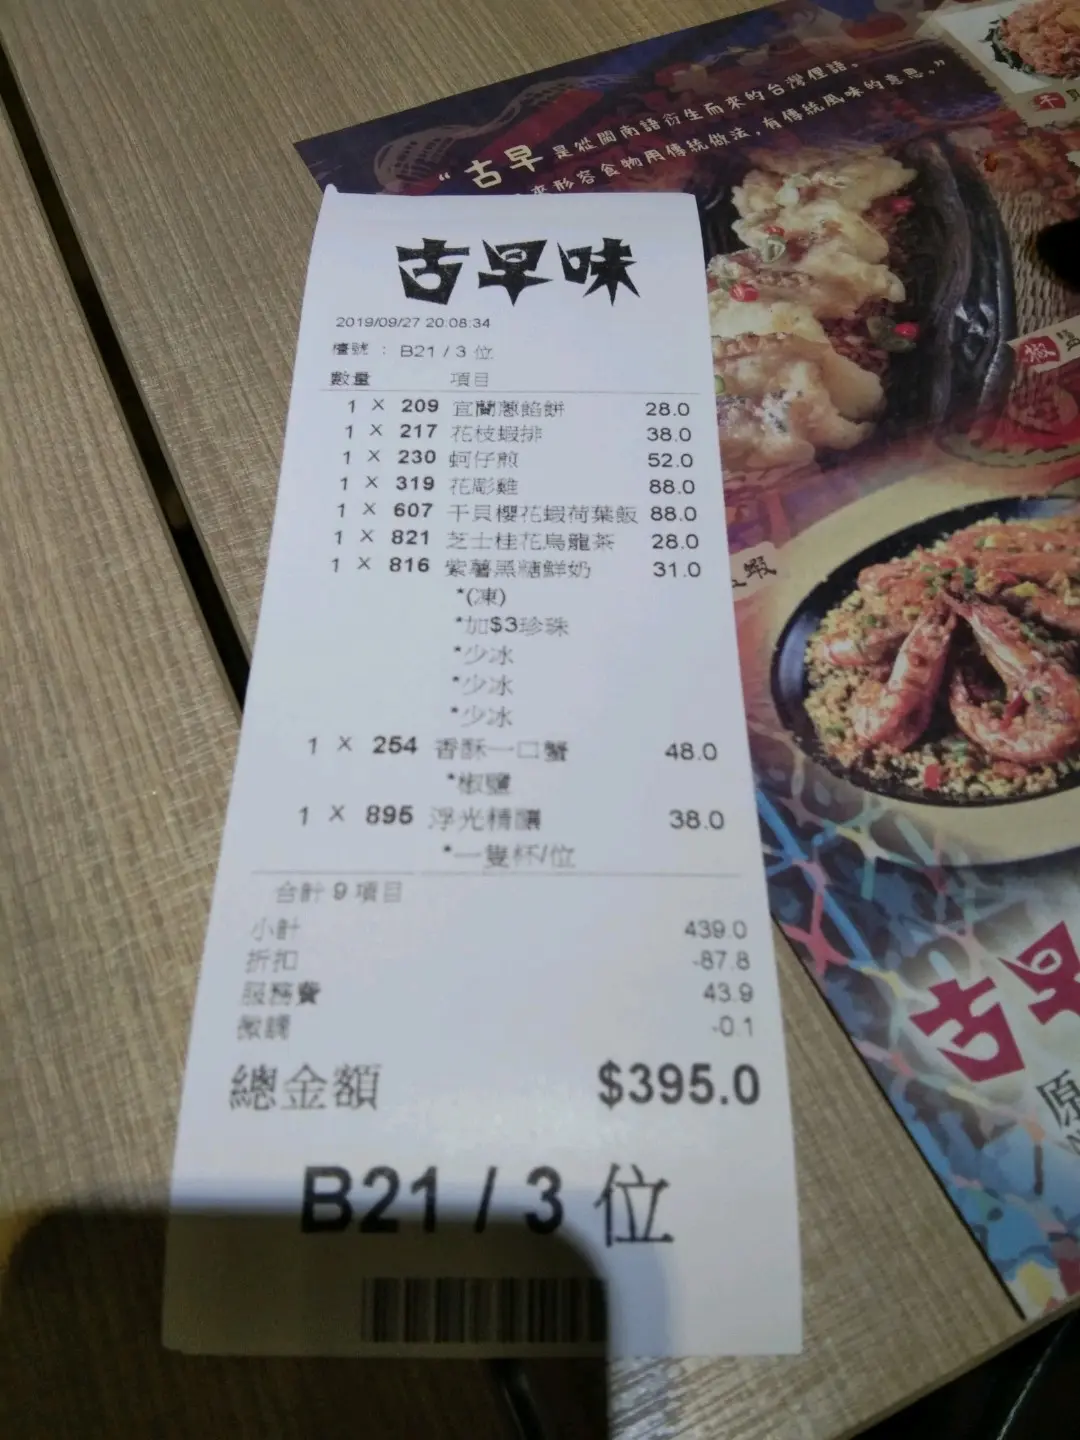 “古早 是從閩南語衍生而來的台灣俚語。
來形容食物用傳統做法,有傳統風味的意思。”
干
椒鹽
蝦
古早味
2019/09/27 20:08:34
檯號 : B21 / 3 位
數量 項目
1 X 209 宜蘭蔥餡餅 28.0
1 X 217 花枝蝦排 38.0
1 X 230 蚵仔煎 52.0
1 X 319 花彫雞 88.0
1 X 607 干貝櫻花蝦荷葉飯 88.0
1 X 821 芝士桂花烏龍茶 28.0
1 X 816 紫薯黑糖鮮奶 31.0
*(凍)
*加$3珍珠
*少冰
*少冰
*少冰
1 X 254 香酥一口蟹 48.0
*椒鹽
1 X 895 浮光精釀 38.0
*一隻杯/位
合計 9 項目
小計 439.0
折扣 -87.8
服務費 43.9
微調 -0.1
總金額 $395.0
B21 / 3 位
古早
原